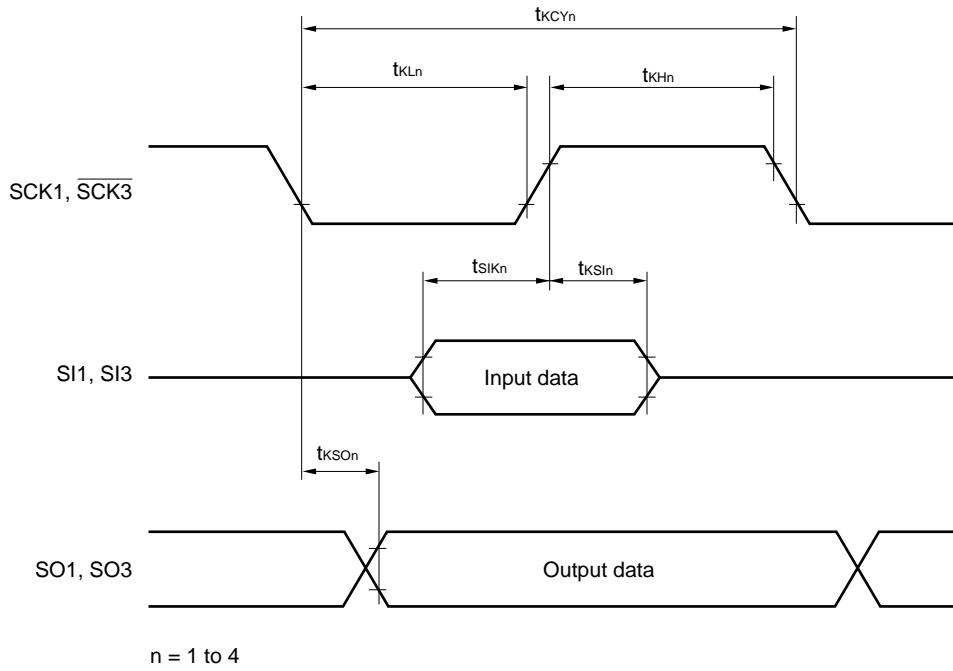 tKCYn
tKLn
tKHn
SCK1, SCK3
tSIKn
tKSIn
SI1, SI3
Input data
tKSOn
SO1, SO3
Output data
n = 1 to 4